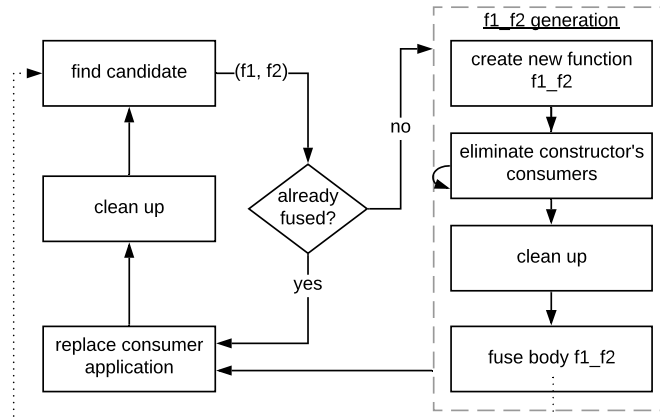 f1_f2 generation
find candidate
(f1, f2)
create new function
f1_f2
no
eliminate constructor's
consumers
already
fused?
clean up
clean up
yes
replace consumer
application
fuse body f1_f2